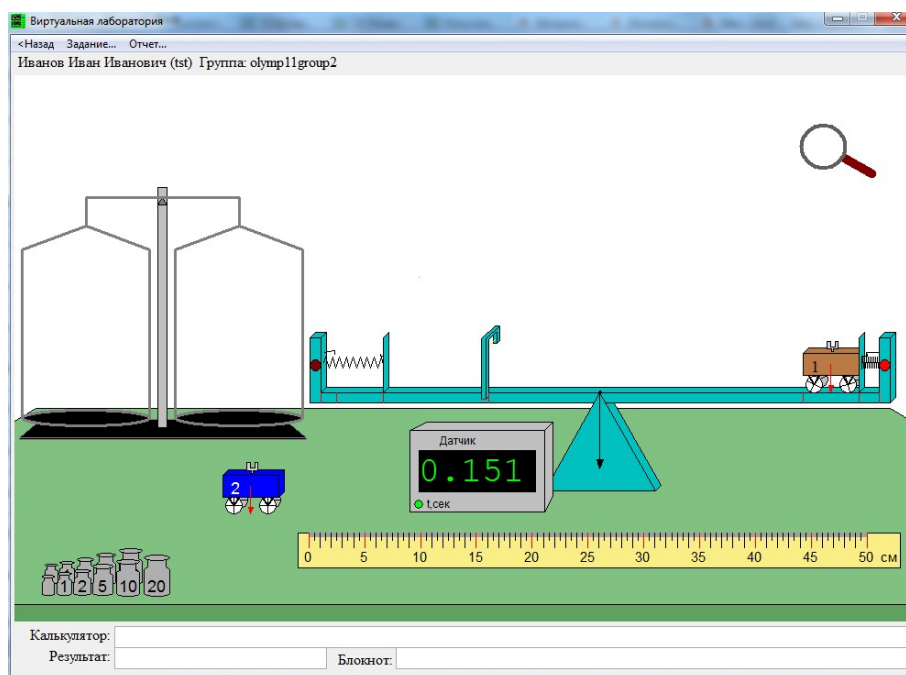 Виртуальная лаборатория
<Назад Задание... Отчет...
Иванов Иван Иванович (tst) Группа: olymp11group2
1
Датчик
0.151
t,сек
2
1 2 5 10 20
0 5 10 15 20 25 30 35 40 45 50 см
Калькулятор:
Результат: Блокнот: